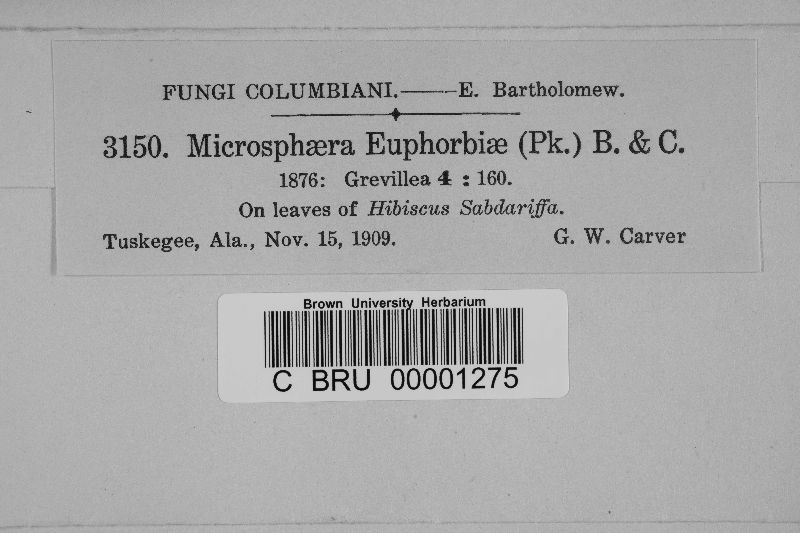 FUNGI COLUMBIANI.——E. Bartholomew.
3150. Microsphæra Euphorbiæ (Pk.) B. & C.
1876: Grevillea 4 : 160.
On leaves of Hibiscus Sabdariffa.
Tuskegee, Ala., Nov. 15, 1909. G. W. Carver
Brown University Herbarium
C BRU 00001275